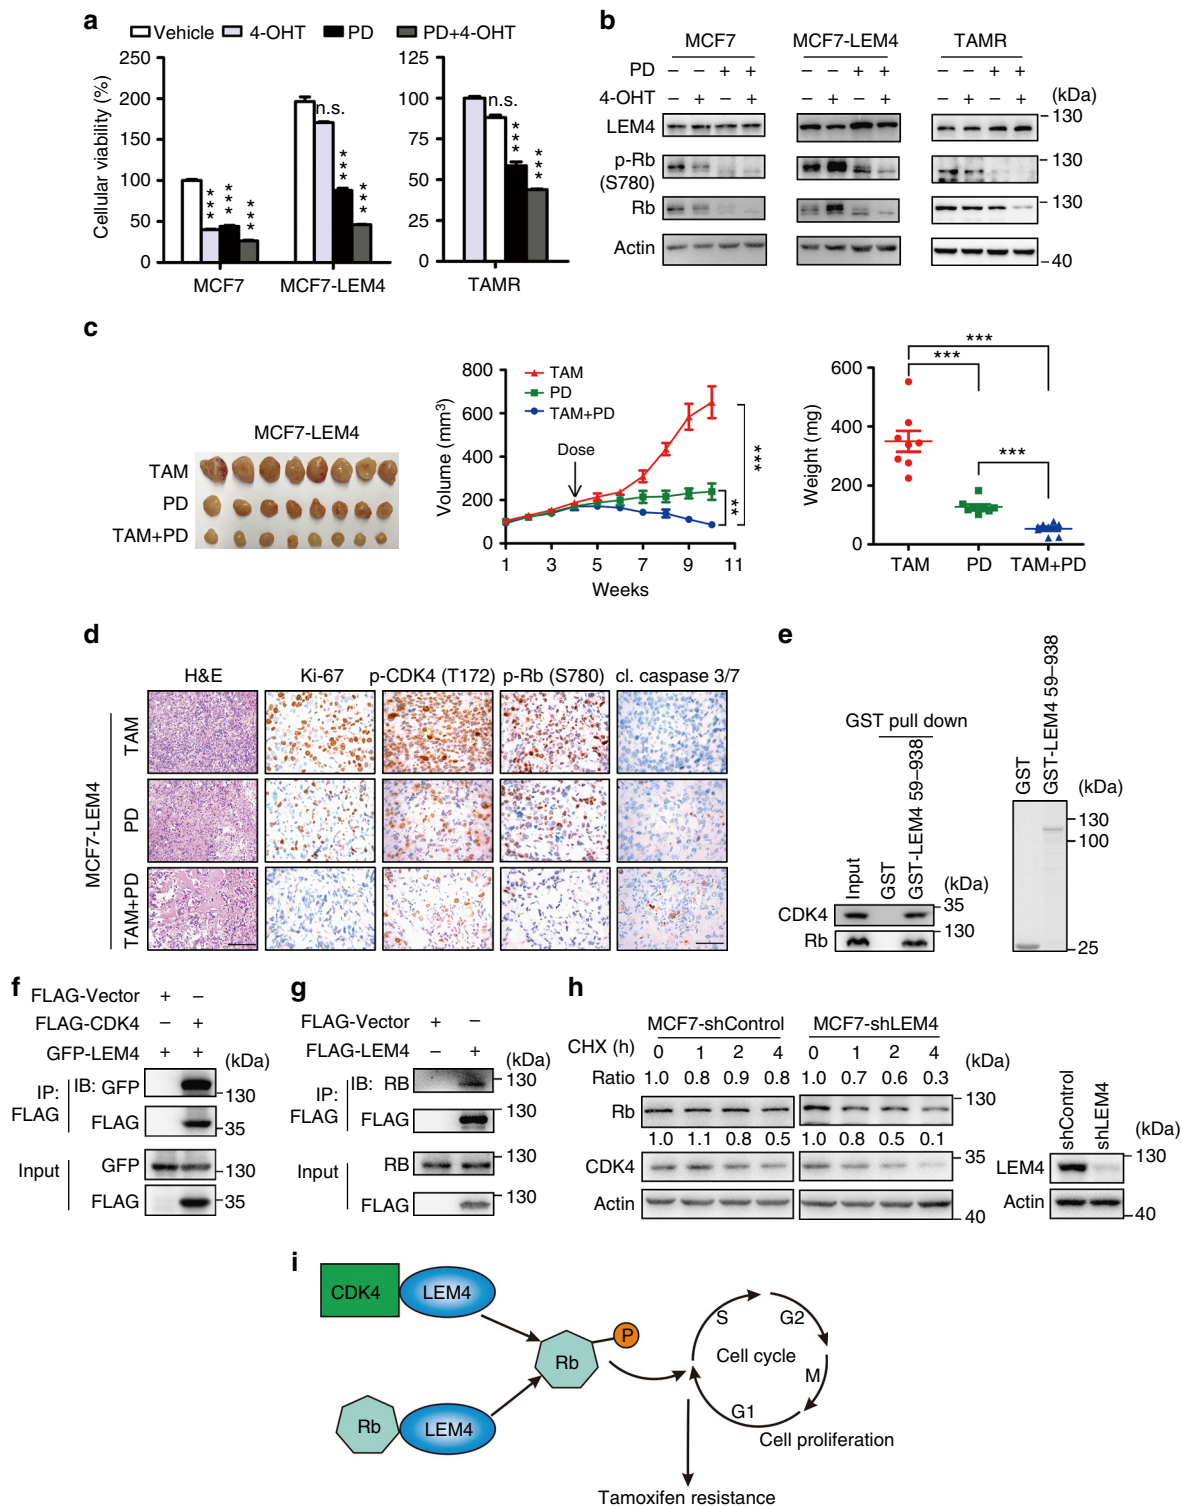 a
Vehicle 4-OHT PD PD+4-OHT
Cellular viability (%)
250
200
150
100
50
0
n.s.
***
***
***
***
***
MCF7
MCF7-LEM4
125
100
75
50
25
0
n.s.
***
***
TAMR
b
MCF7 MCF7-LEM4 TAMR
PD – – + + – – + + – – + +
4-OHT – + – + – + – + – + – + (kDa)
LEM4 130
p-Rb (S780) 130
Rb 130
Actin 40
c
MCF7-LEM4
TAM
PD
TAM+PD
Volume (mm³)
800
600
400
200
0
TAM
PD
TAM+PD
Dose
***
**
1 3 5 7 9 11
Weeks
Weight (mg)
600
400
200
0
***
***
***
TAM PD TAM+PD
d
H&E Ki-67 p-CDK4 (T172) p-Rb (S780) cl. caspase 3/7
MCF7-LEM4
TAM
PD
TAM+PD
e
GST pull down
Input GST GST-LEM4 59–938
(kDa)
CDK4 35
Rb 130
GST GST-LEM4 59–938
(kDa)
130
100
25
f
FLAG-Vector + –
FLAG-CDK4 – +
GFP-LEM4 + + (kDa)
IP: FLAG
IB: GFP 130
FLAG 35
Input
GFP 130
FLAG 35
g
FLAG-Vector + –
FLAG-LEM4 – + (kDa)
IP: FLAG
IB: RB 130
FLAG 130
Input
RB 130
FLAG 130
h
MCF7-shControl MCF7-shLEM4
CHX (h) 0 1 2 4 0 1 2 4 (kDa)
Ratio 1.0 0.8 0.9 0.8 1.0 0.7 0.6 0.3
Rb 130
1.0 1.1 0.8 0.5 1.0 0.8 0.5 0.1
CDK4 35
Actin 40
shControl shLEM4
(kDa)
LEM4 130
Actin 40
i
CDK4 LEM4
Rb P
Rb LEM4
S G2
Cell cycle
M
G1
Cell proliferation
Tamoxifen resistance